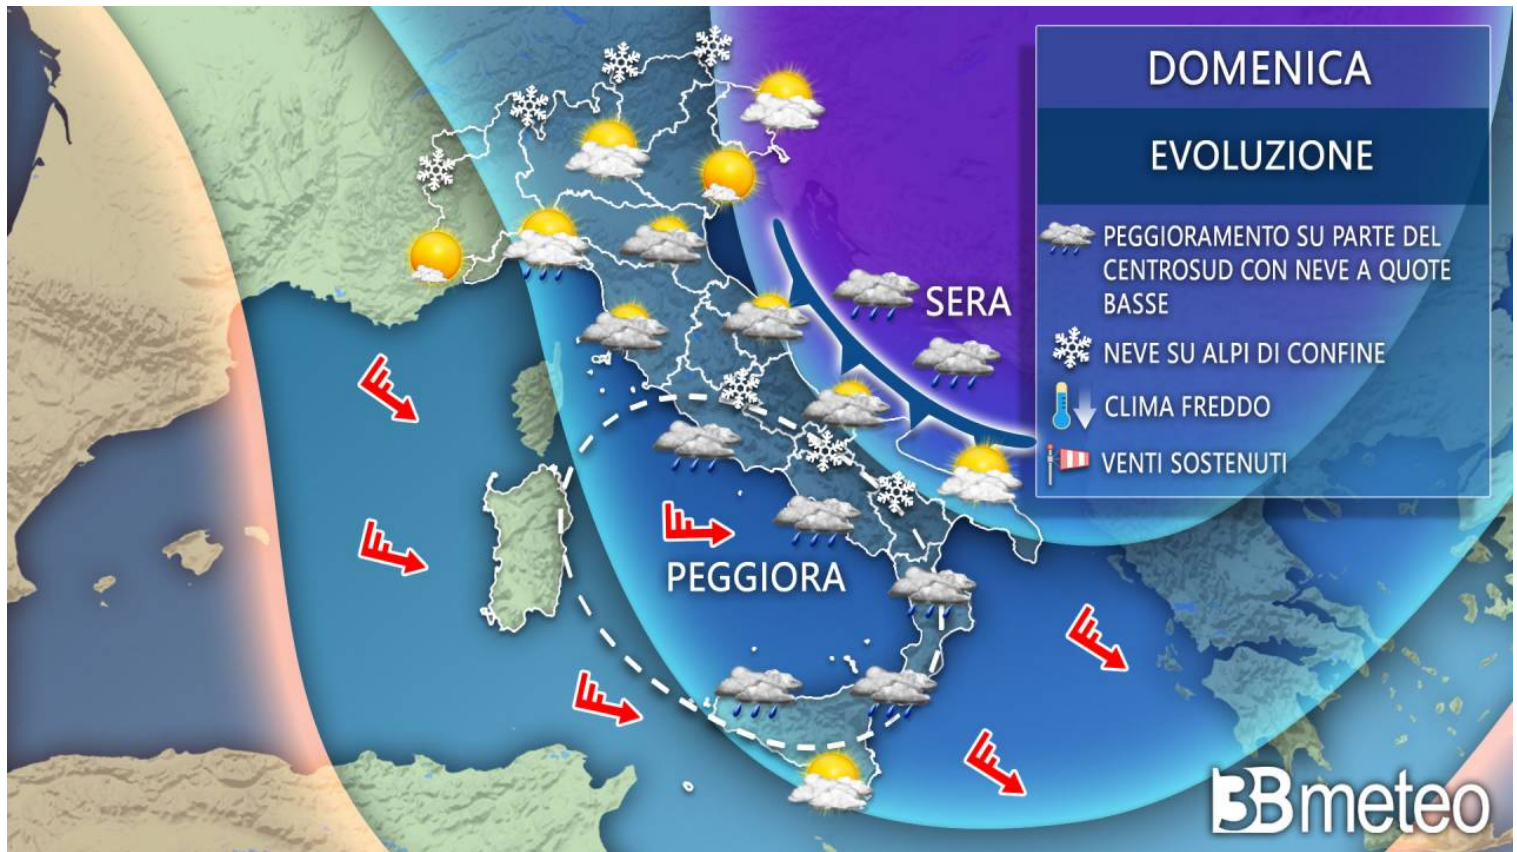 DOMENICA
EVOLUZIONE
PEGGIORAMENTO SU PARTE DEL
CENTROSUD CON NEVE A QUOTE
BASSE
NEVE SU ALPI DI CONFINE
CLIMA FREDDO
VENTI SOSTENUTI
SERA
PEGGIORA
3Bmeteo